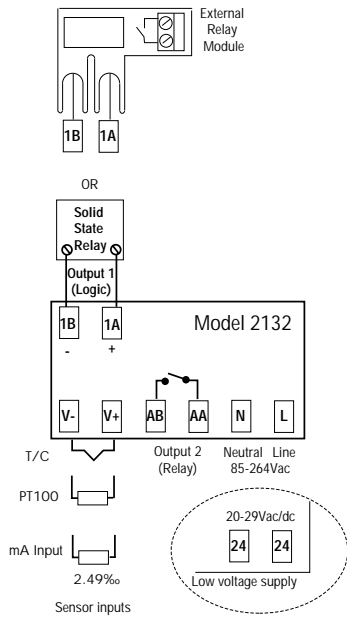 External
Relay
Module
1B 1A
OR
Solid
State
Relay
Output 1
(Logic)
1B 1A
Model 2132
- +
V- V+ AB AA N L
T/C
Output 2
(Relay)
Neutral Line
85-264Vac
PT100
20-29Vac/dc
24 24
mA Input
2.49‰
Low voltage supply
Sensor inputs